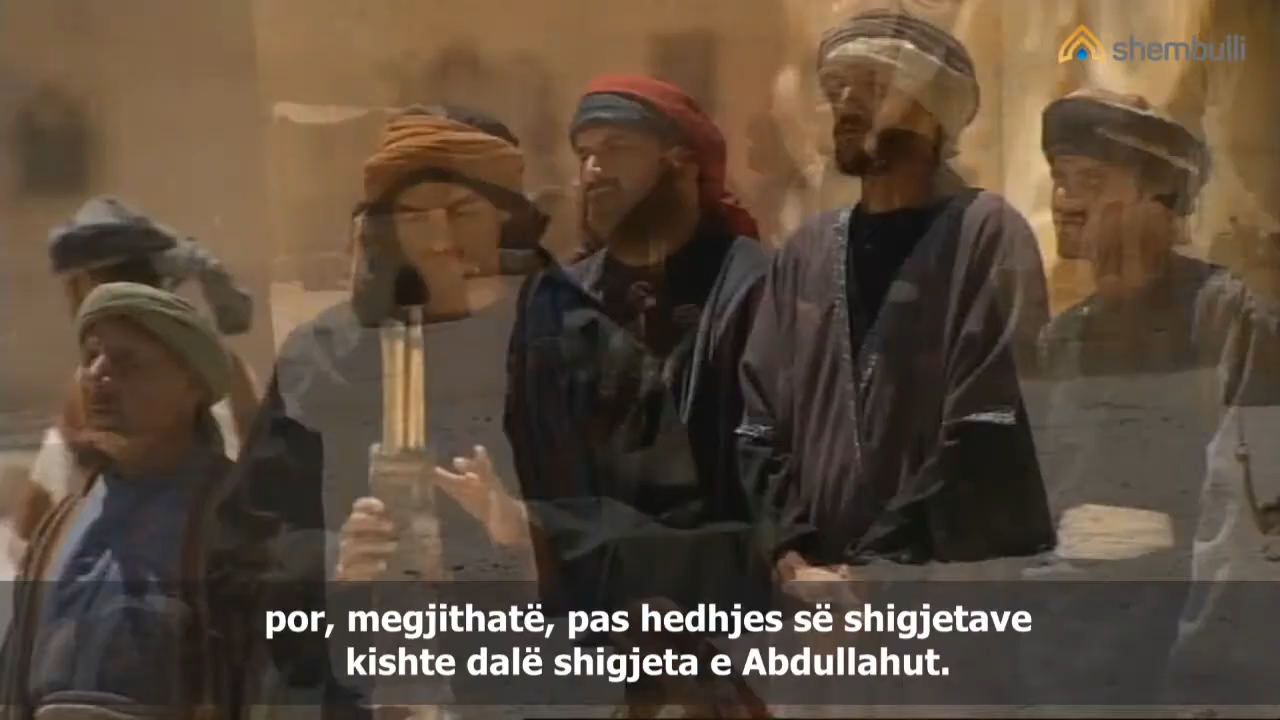 shembulli
por, megjithatë, pas hedhjes së shigjetave
kishte dalë shigjeta e Abdullahut.